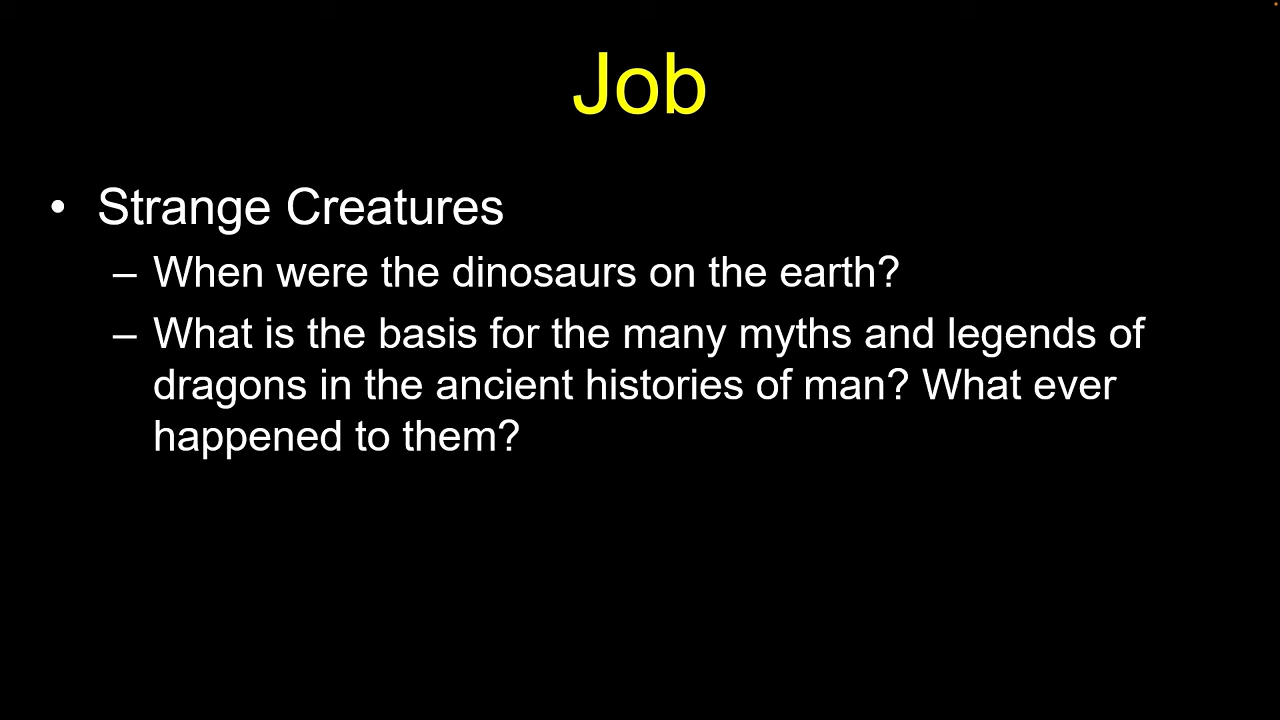 Job
• Strange Creatures
– When were the dinosaurs on the earth?
– What is the basis for the many myths and legends of
dragons in the ancient histories of man? What ever
happened to them?